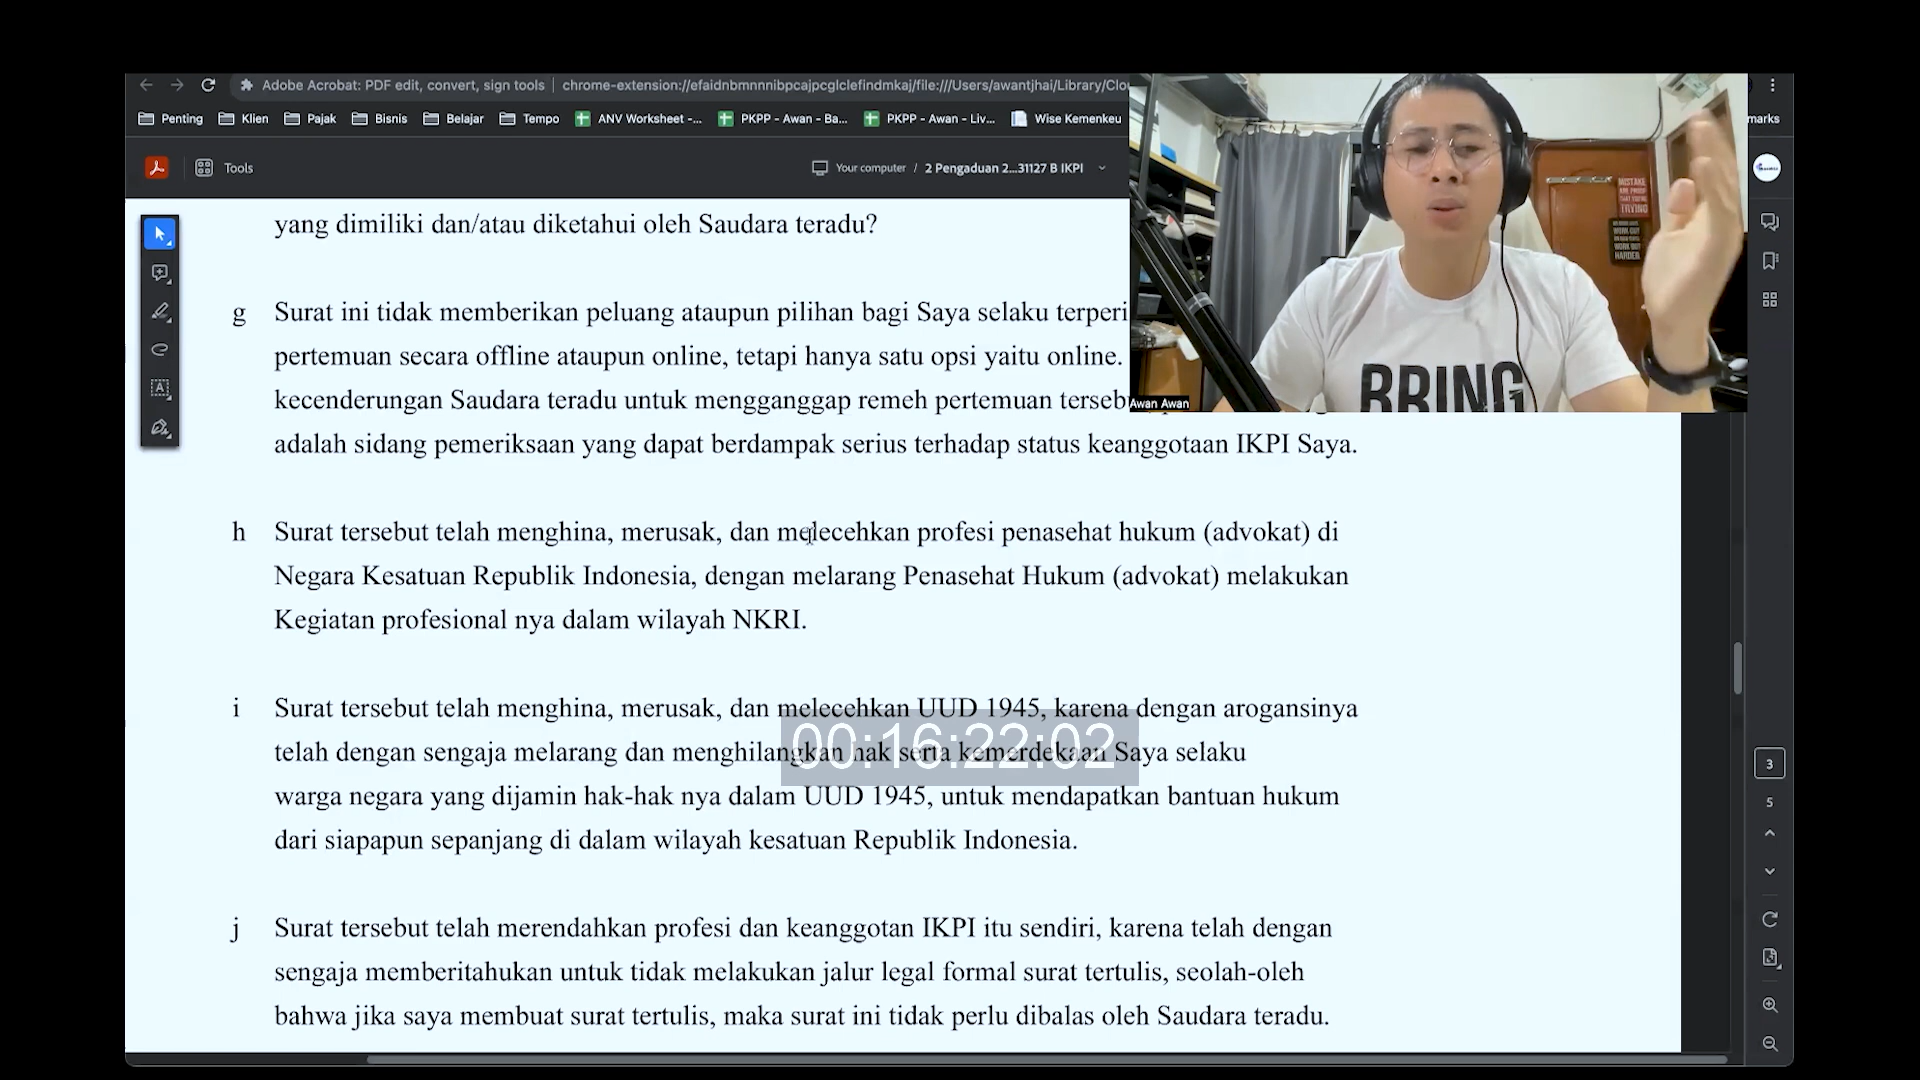 Adobe Acrobat: PDF edit, convert, sign tools
chrome-extension://efaidnbmnnnibpcajpcglclefindmkaj/file:///Users/awantjhai/Library/Clo
Penting
Klien
Pajak
Bisnis
Belajar
Tempo
ANV Worksheet -...
PKPP - Awan - Ba...
PKPP - Awan - Liv...
Wise Kemenkeu
marks
Tools
Your computer / 2 Pengaduan 2...31127 B IKPI
yang dimiliki dan/atau diketahui oleh Saudara teradu?
g Surat ini tidak memberikan peluang ataupun pilihan bagi Saya selaku terperi
pertemuan secara offline ataupun online, tetapi hanya satu opsi yaitu online.
kecenderungan Saudara teradu untuk mengganggap remeh pertemuan terseb
adalah sidang pemeriksaan yang dapat berdampak serius terhadap status keanggotaan IKPI Saya.
h Surat tersebut telah menghina, merusak, dan melecehkan profesi penasehat hukum (advokat) di
Negara Kesatuan Republik Indonesia, dengan melarang Penasehat Hukum (advokat) melakukan
Kegiatan profesional nya dalam wilayah NKRI.
i Surat tersebut telah menghina, merusak, dan melecehkan UUD 1945, karena dengan arogansinya
telah dengan sengaja melarang dan menghilangkan hak serta kemerdekaan Saya selaku
warga negara yang dijamin hak-hak nya dalam UUD 1945, untuk mendapatkan bantuan hukum
dari siapapun sepanjang di dalam wilayah kesatuan Republik Indonesia.
j Surat tersebut telah merendahkan profesi dan keanggotan IKPI itu sendiri, karena telah dengan
sengaja memberitahukan untuk tidak melakukan jalur legal formal surat tertulis, seolah-oleh
bahwa jika saya membuat surat tertulis, maka surat ini tidak perlu dibalas oleh Saudara teradu.
00:16:22:02
Awan Awan
BRING
MISTAKE
ARE PROOF
THAT YOU'RE
TRYING
HARDER
3
5